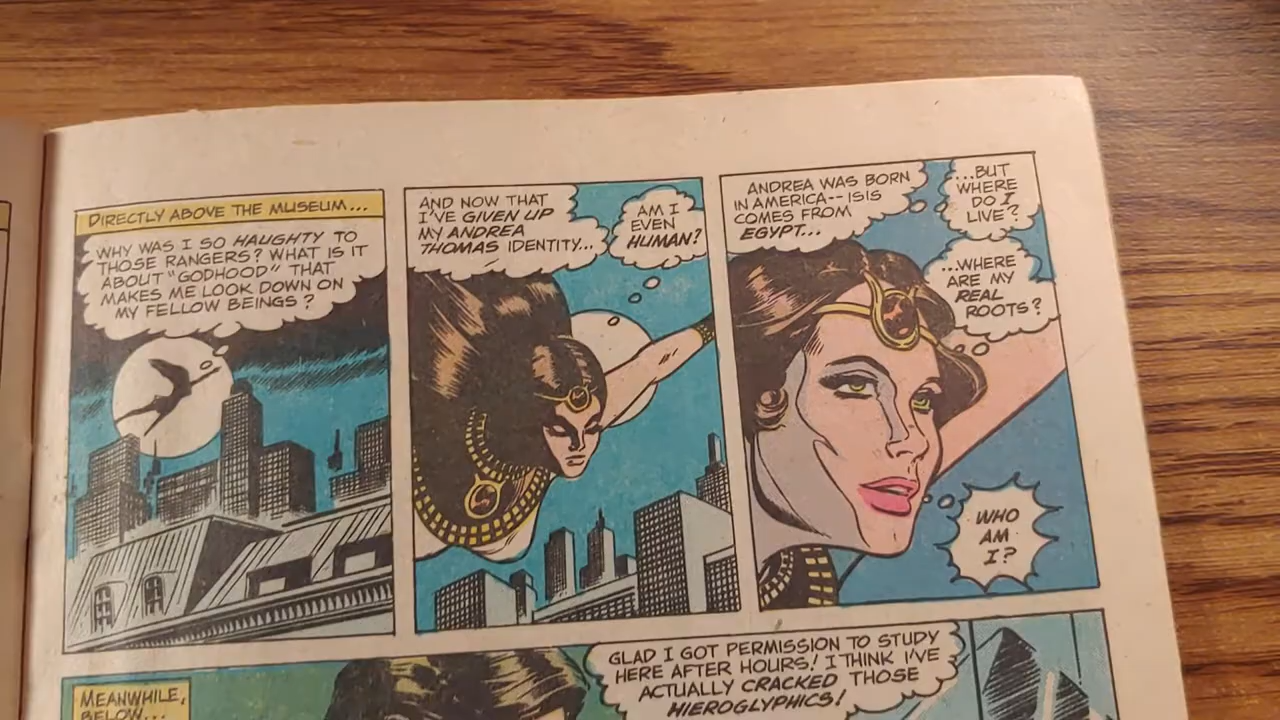 DIRECTLY ABOVE THE MUSEUM...
WHY WAS I SO HAUGHTY TO
THOSE RANGERS? WHAT IS IT
ABOUT "GODHOOD" THAT
MAKES ME LOOK DOWN ON
MY FELLOW BEINGS?
AND NOW THAT
I'VE GIVEN UP
MY ANDREA
THOMAS IDENTITY...
AM I
EVEN
HUMAN?
ANDREA WAS BORN
IN AMERICA--ISIS
COMES FROM
EGYPT...
...BUT
WHERE
DO I
LIVE?
...WHERE
ARE MY
REAL
ROOTS?
WHO
AM
I?
MEANWHILE,
BELOW...
GLAD I GOT PERMISSION TO STUDY
HERE AFTER HOURS! I THINK I'VE
ACTUALLY CRACKED THOSE
HIEROGLYPHICS!